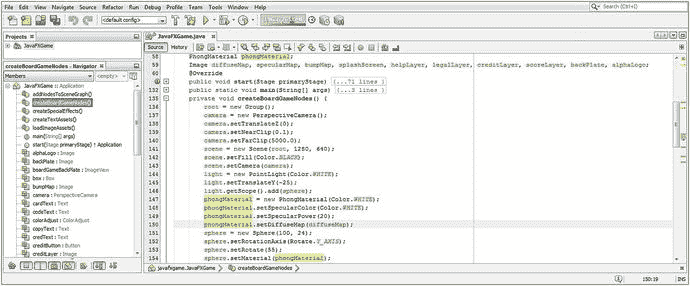 File Edit View Navigate Source Refactor Run Debug Profile Team Tools Window Help
Search (Ctrl+I)
<default config>
Projects
JavaFXGame
createBoardGameNodes() - Navigator
Members
<empty>
JavaFXGame :: Application
addNodesToSceneGraph()
createBoardGameNodes()
createSpecialEffects()
createTextAssets()
loadImageAssets()
main(String[] args)
start(Stage primaryStage) ↑ Application
alphaLogo : Image
backPlate : Image
boardGameBackPlate : ImageView
box : Box
bumpMap : Image
camera : PerspectiveCamera
cardText : Text
codeText : Text
colorAdjust : ColorAdjust
copyText : Text
credText : Text
creditButton : Button
creditLayer : Image
JavaFXGame.java
Source History
58 PhongMaterial phongMaterial;
59 Image diffuseMap, specularMap, bumpMap, splashScreen, helpLayer, legalLayer, creditLayer, scoreLayer, backPlate, alphaLogo;
60 @Override
public void start(Stage primaryStage) {...71 lines }
132 public static void main(String[] args) {...3 lines }
135 private void createBoardGameNodes() {
136 root = new Group();
137 camera = new PerspectiveCamera();
138 camera.setTranslateZ(0);
139 camera.setNearClip(0.1);
140 camera.setFarClip(5000.0);
141 scene = new Scene(root, 1280, 640);
142 scene.setFill(Color.BLACK);
143 scene.setCamera(camera);
144 light = new PointLight(Color.WHITE);
145 light.setTranslateY(-25);
146 light.getScope().add(sphere);
147 phongMaterial = new PhongMaterial(Color.WHITE);
148 phongMaterial.setSpecularColor(Color.WHITE);
149 phongMaterial.setSpecularPower(20);
150 phongMaterial.setDiffuseMap(diffuseMap);
151 sphere = new Sphere(100, 24);
152 sphere.setRotationAxis(Rotate.Y_AXIS);
153 sphere.setRotate(55);
154 sphere.setMaterial(phongMaterial);
javafxgame.JavaFXGame
createBoardGameNodes
150:19
INS